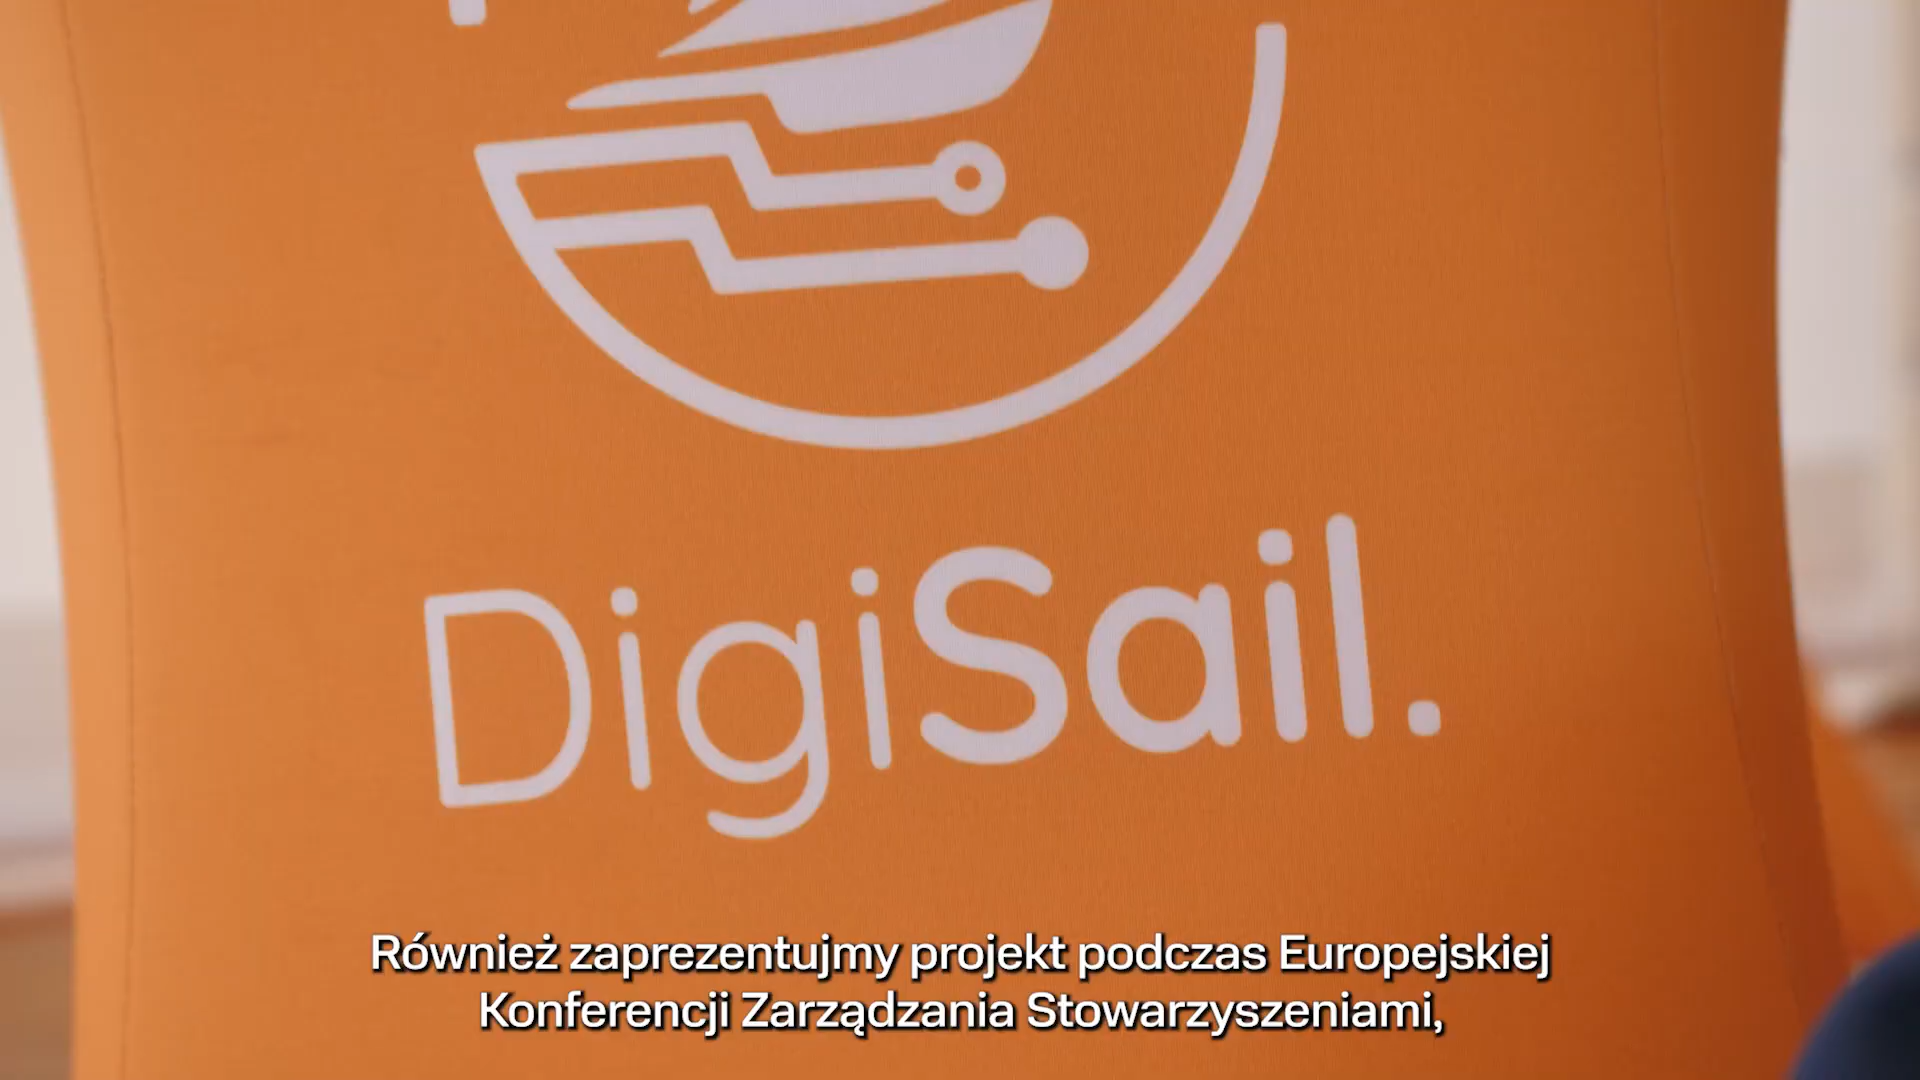 DigiSail.
Również zaprezentujmy projekt podczas Europejskiej
Konferencji Zarządzania Stowarzyszeniami,